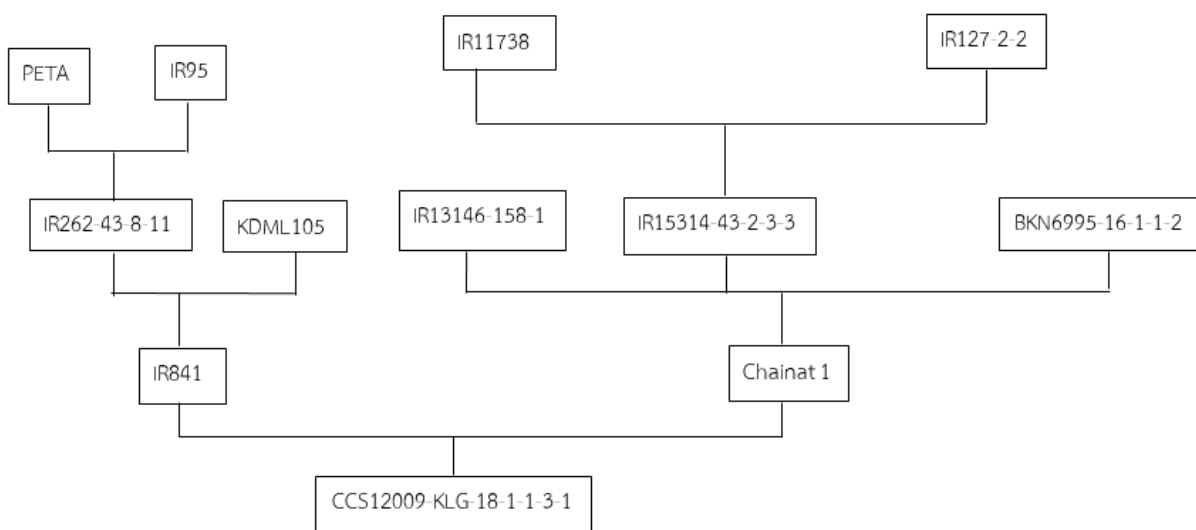 IR11738
IR127-2-2
PETA
IR95
IR262-43-8-11
KDML105
IR13146-158-1
IR15314-43-2-3-3
BKN6995-16-1-1-2
IR841
Chainat 1
CCS12009-KLG-18-1-1-3-1